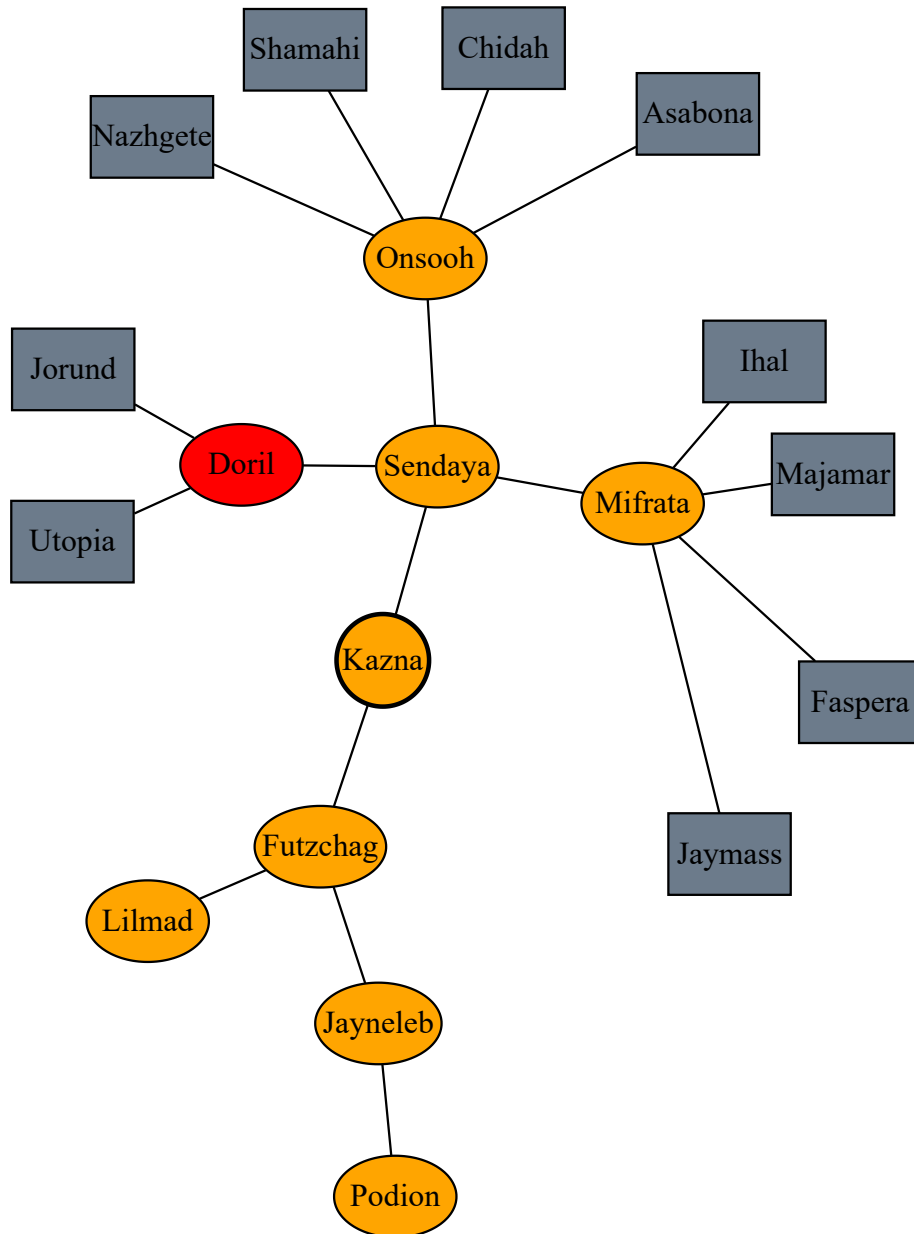 Shamahi
Chidah
Asabona
Nazhgete
Onsooh
Jorund
Ihal
Doril
Sendaya
Majamar
Mifrata
Utopia
Kazna
Faspera
Futzchag
Jaymass
Lilmad
Jayneleb
Podion